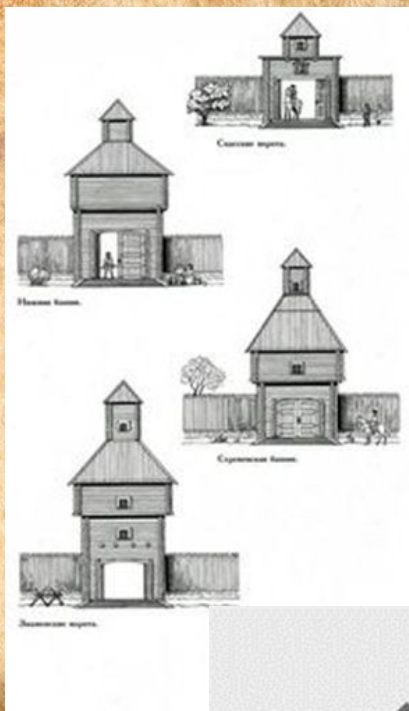 Спасские ворота.
Нижняя башня.
Сергиевская башня.
Знаменские ворота.